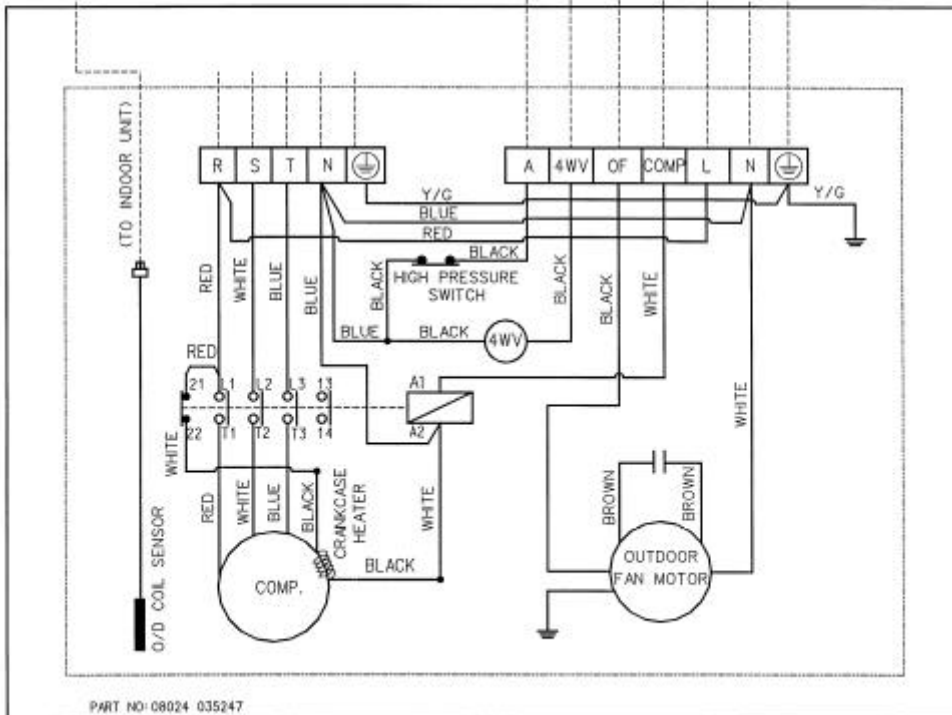 (TO INDOOR UNIT)
R S T N
A 4WV OF COMP L N
Y/G
Y/G
BLUE
RED
BLACK
HIGH PRESSURE
SWITCH
RED
WHITE
BLUE
BLUE
BLACK
BLACK
BLACK
WHITE
BLUE
BLACK
4WV
RED
21 L1 L2 L3 13
A1
22 T1 T2 T3 14
A2
WHITE
WHITE
RED
WHITE
BLUE
BLACK
CRANKCASE
HEATER
WHITE
BROWN
BROWN
BLACK
COMP.
OUTDOOR
FAN MOTOR
O/D COIL SENSOR
PART NO:08024 035247